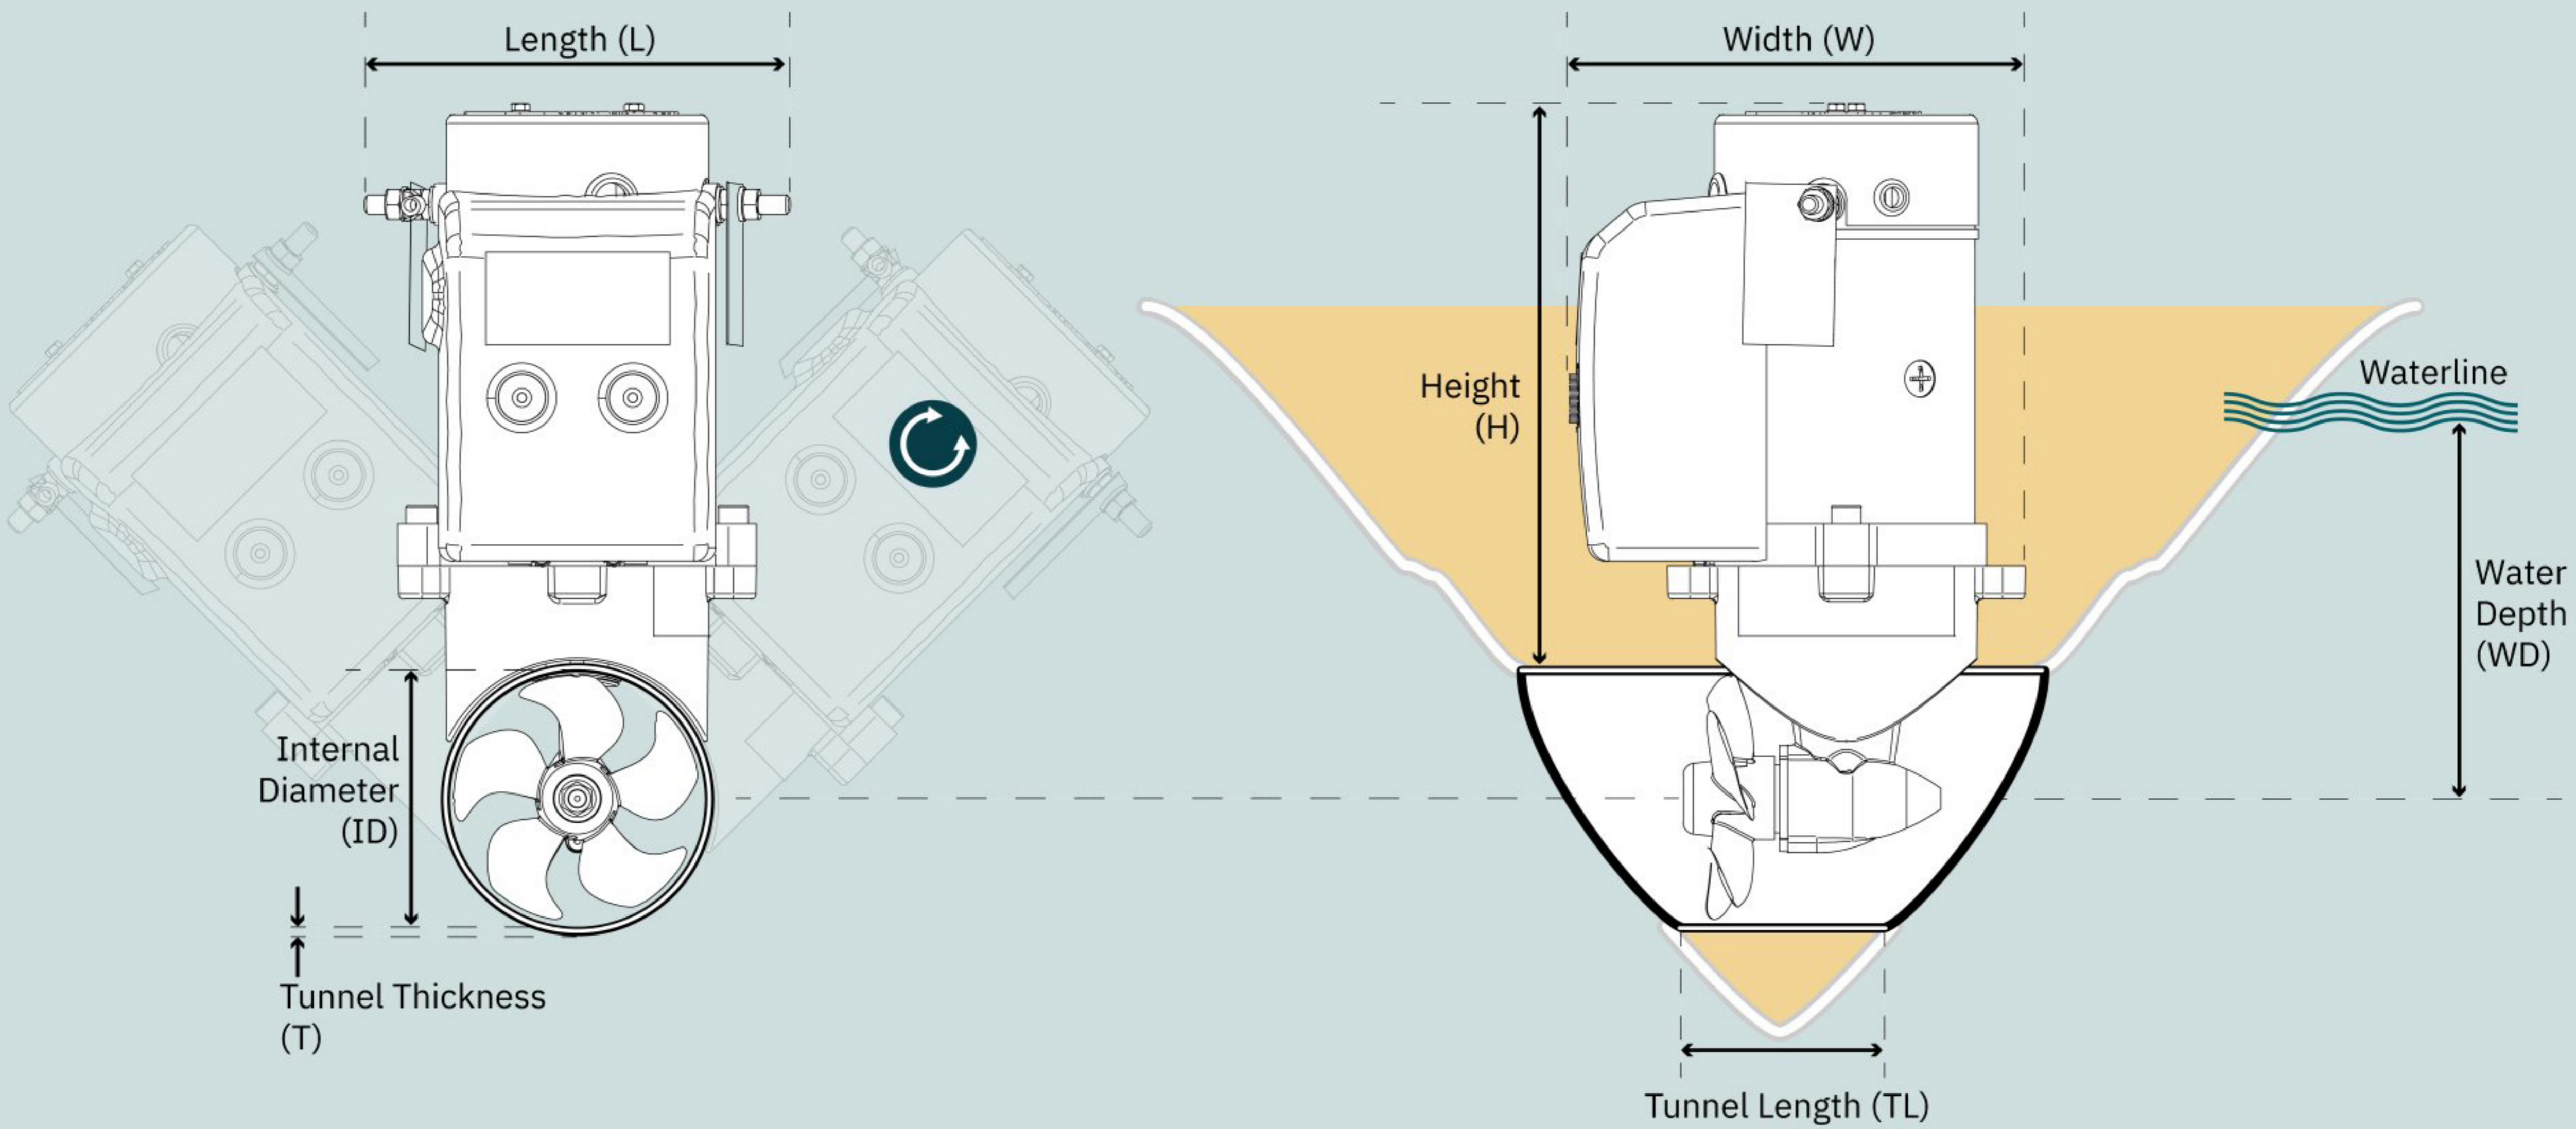 Length (L)
Width (W)
Height
(H)
Waterline
Water
Depth
(WD)
Internal
Diameter
(ID)
Tunnel Thickness
(T)
Tunnel Length (TL)